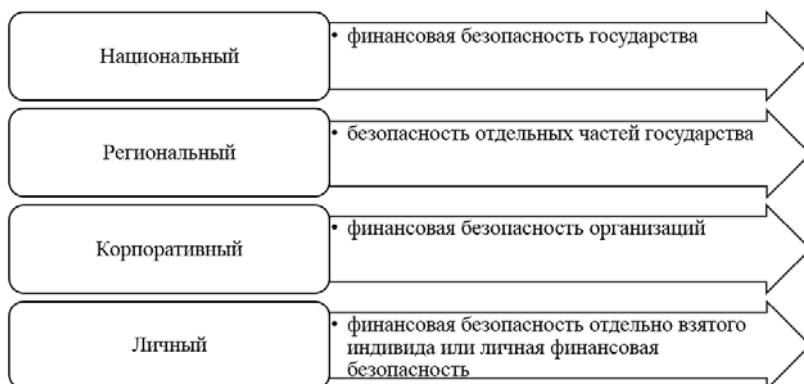 Национальный
• финансовая безопасность государства
Региональный
• безопасность отдельных частей государства
Корпоративный
• финансовая безопасность организаций
Личный
• финансовая безопасность отдельно взятого
индивида или личная финансовая
безопасность